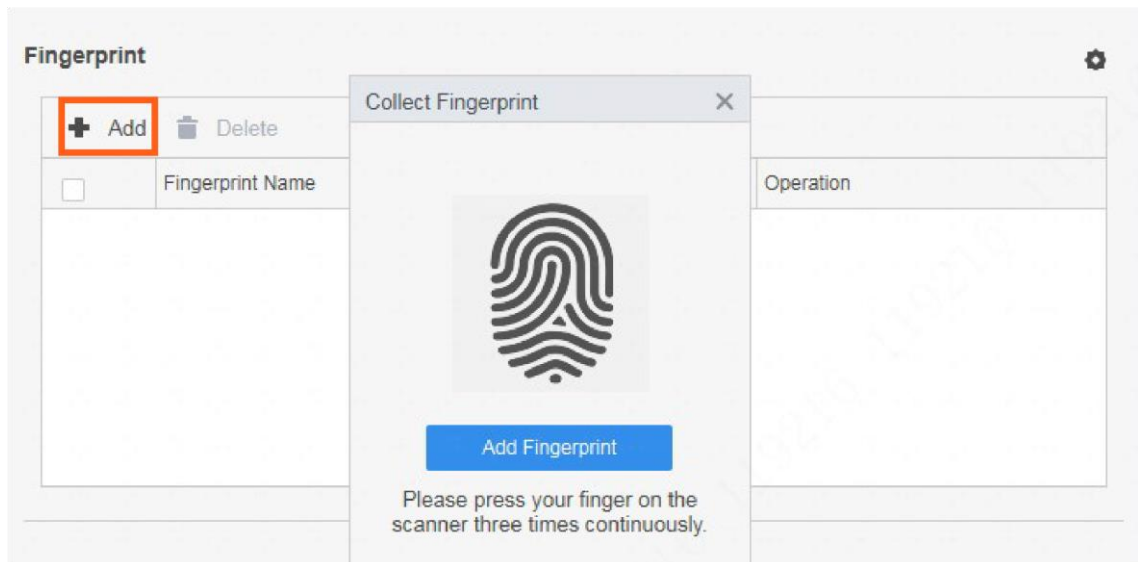 Fingerprint
Collect Fingerprint
Add Delete
Fingerprint Name Operation
Add Fingerprint
Please press your finger on the
scanner three times continuously.